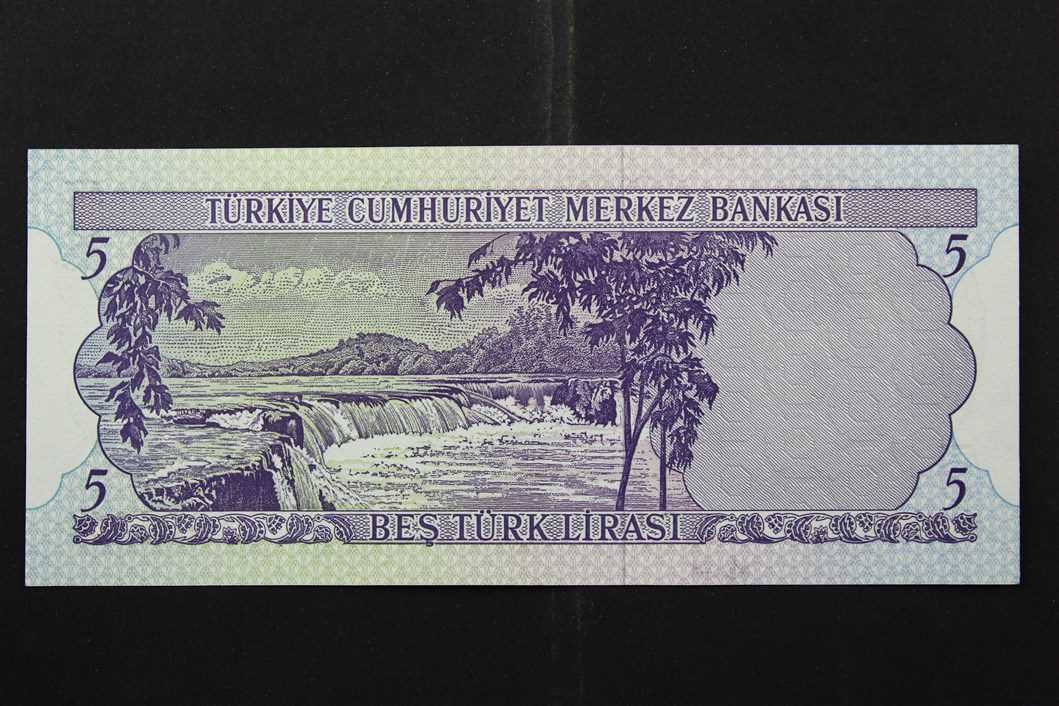 TÜRKİYE CUMHURİYET MERKEZ BANKASI
5 5
5 5
BEŞ TÜRK LİRASI